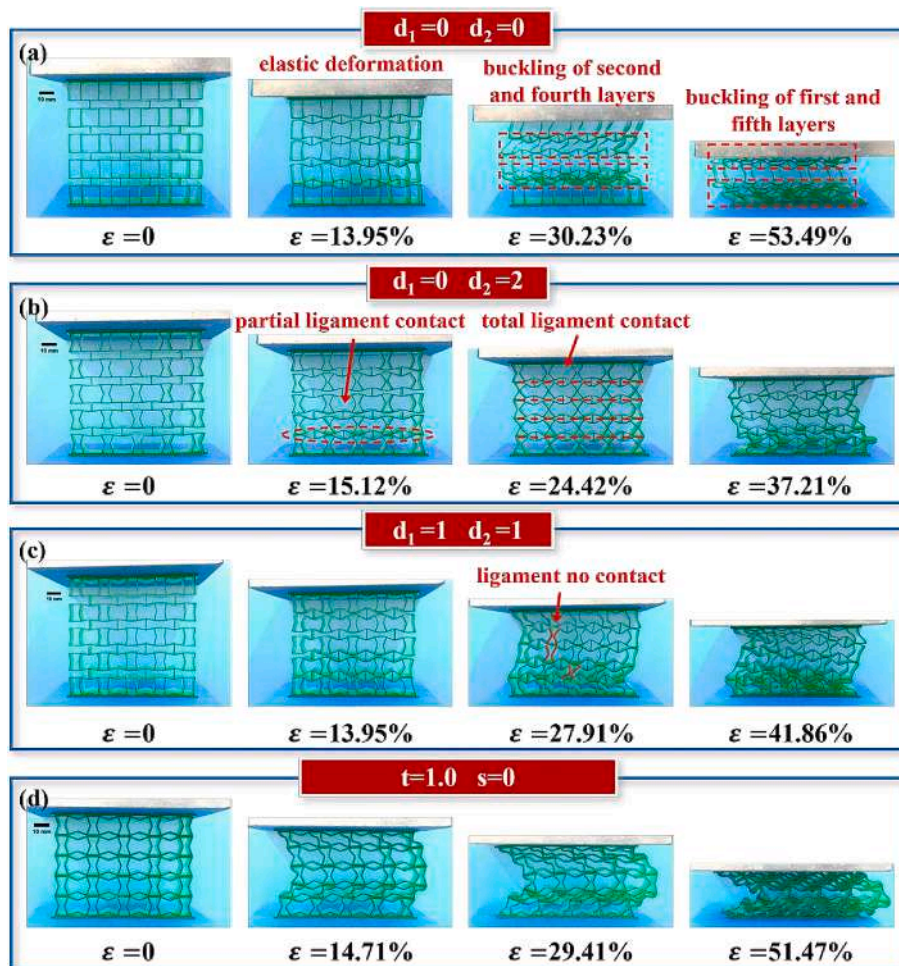 d₁=0 d₂=0
(a)
10 mm
elastic deformation
buckling of second
and fourth layers
buckling of first and
fifth layers
ε =0
ε =13.95%
ε =30.23%
ε =53.49%
d₁=0 d₂=2
(b)
10 mm
partial ligament contact
total ligament contact
ε =0
ε =15.12%
ε =24.42%
ε =37.21%
d₁=1 d₂=1
(c)
10 mm
ligament no contact
ε =0
ε =13.95%
ε =27.91%
ε =41.86%
t=1.0 s=0
(d)
10 mm
ε =0
ε =14.71%
ε =29.41%
ε =51.47%